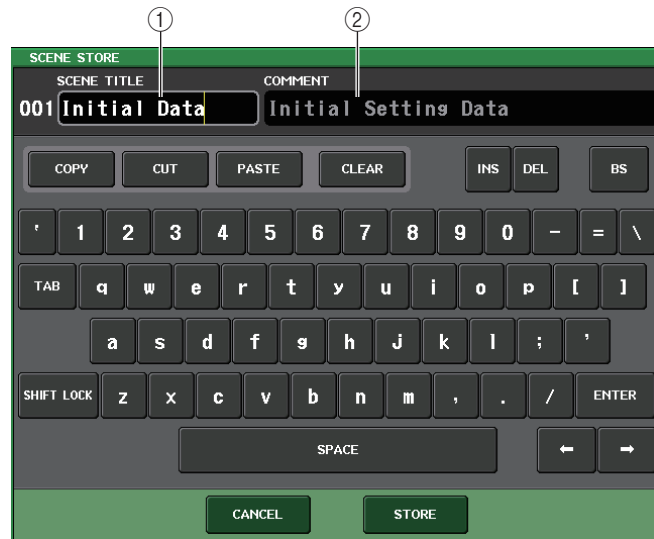 ① ②
SCENE STORE
SCENE TITLE COMMENT
001 Initial Data Initial Setting Data
COPY CUT PASTE CLEAR INS DEL BS
' 1 2 3 4 5 6 7 8 9 0 - = \
TAB q w e r t y u i o p [ ]
a s d f g h j k l ; '
SHIFT LOCK z x c v b n m , . / ENTER
SPACE ← →
CANCEL STORE